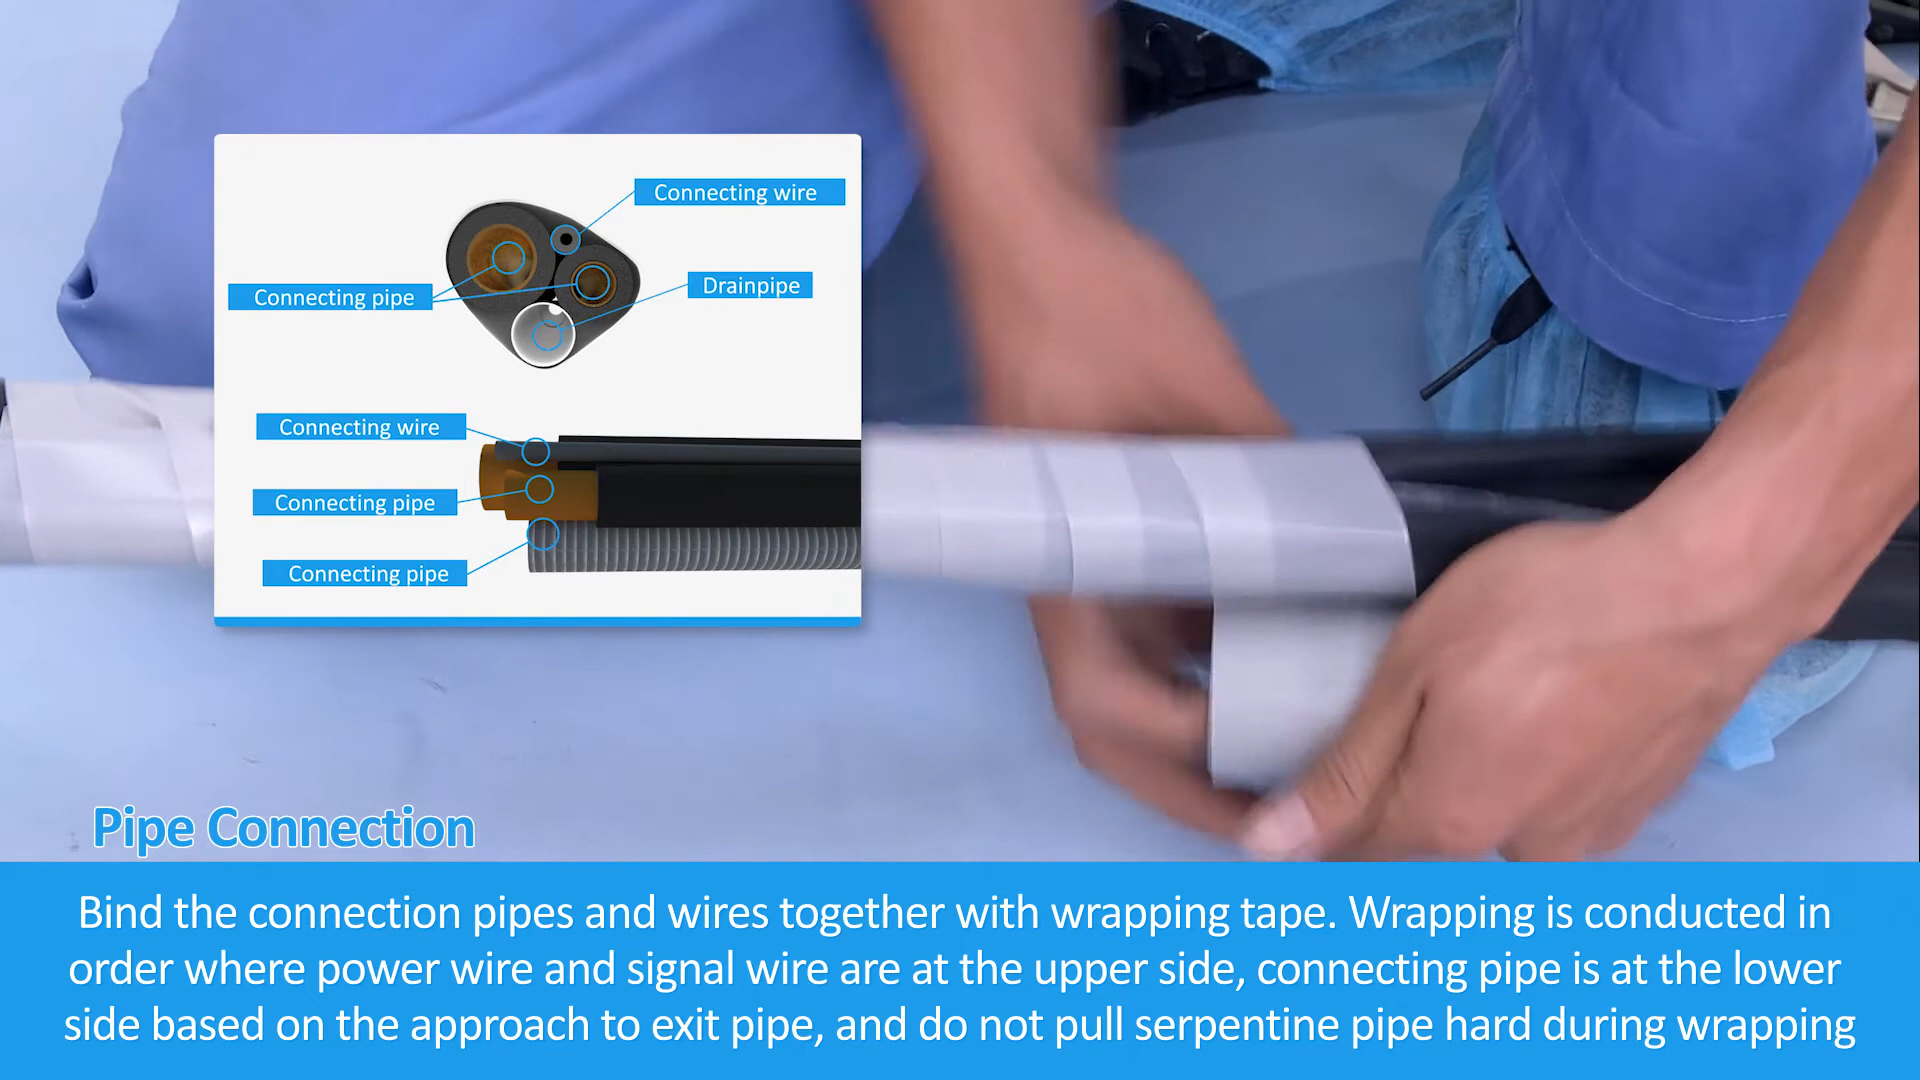 Connecting wire
Connecting pipe
Drainpipe
Connecting wire
Connecting pipe
Connecting pipe
Pipe Connection
Bind the connection pipes and wires together with wrapping tape. Wrapping is conducted in
order where power wire and signal wire are at the upper side, connecting pipe is at the lower
side based on the approach to exit pipe, and do not pull serpentine pipe hard during wrapping